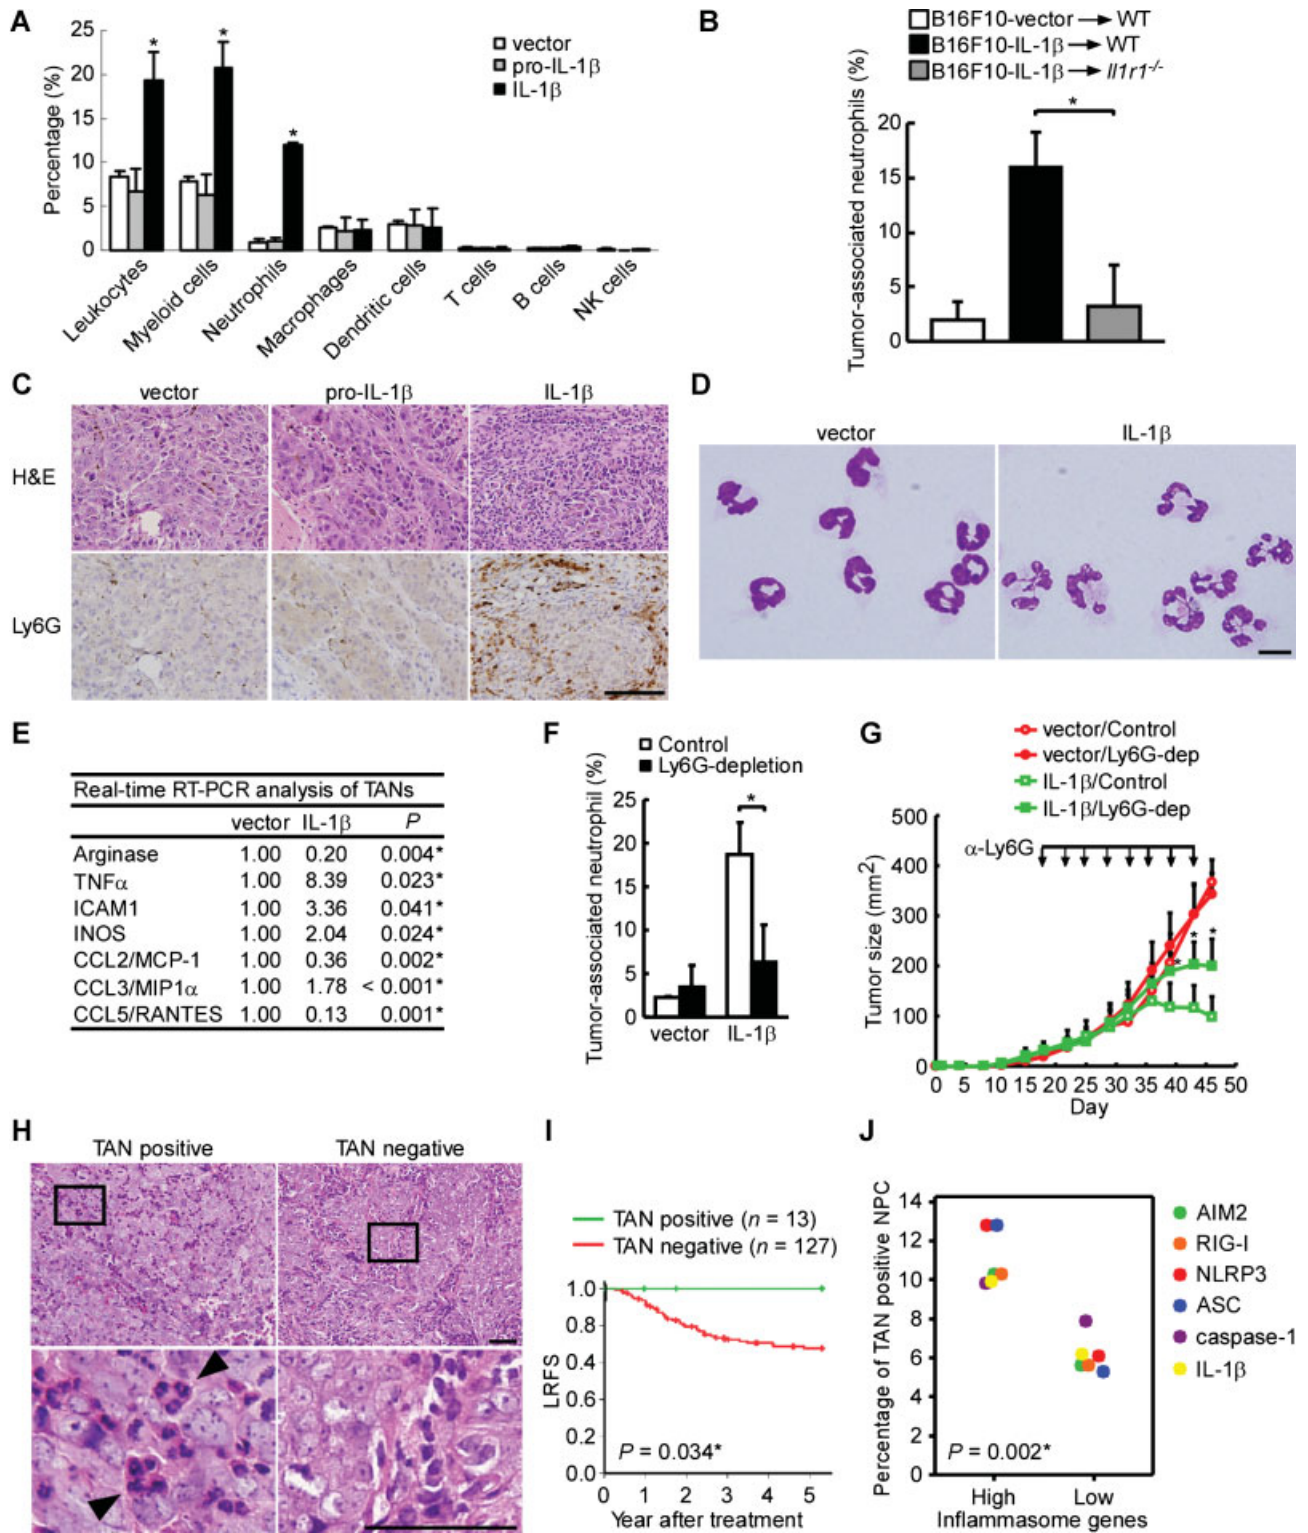 A
25
20
15
10
5
0
Percentage (%)
vector
pro-IL-1β
IL-1β
*
*
*
Leukocytes
Myeloid cells
Neutrophils
Macrophages
Dendritic cells
T cells
B cells
NK cells
B
B16F10-vector → WT
B16F10-IL-1β → WT
B16F10-IL-1β → Il1r1-/-
Tumor-associated neutrophils (%)
20
15
10
5
0
*
C
vector pro-IL-1β IL-1β
H&E
Ly6G
D
vector IL-1β
E
Real-time RT-PCR analysis of TANs
vector IL-1β P
Arginase 1.00 0.20 0.004*
TNFα 1.00 8.39 0.023*
ICAM1 1.00 3.36 0.041*
INOS 1.00 2.04 0.024*
CCL2/MCP-1 1.00 0.36 0.002*
CCL3/MIP1α 1.00 1.78 < 0.001*
CCL5/RANTES 1.00 0.13 0.001*
F
Control
Ly6G-depletion
Tumor-associated neutrophil (%)
25
20
15
10
5
0
*
vector IL-1β
G
vector/Control
vector/Ly6G-dep
IL-1β/Control
IL-1β/Ly6G-dep
α-Ly6G
Tumor size (mm2)
500
400
300
200
100
0
* * *
0 5 10 15 20 25 30 35 40 45 50
Day
H
TAN positive TAN negative
I
TAN positive (n = 13)
TAN negative (n = 127)
LRFS
1.0
0.8
0.4
0.6
0.2
0.0
P = 0.034*
0 1 2 3 4 5
Year after treatment
J
Percentage of TAN positive NPC
14
12
10
8
6
4
2
0
P = 0.002*
High Low
Inflammasome genes
AIM2
RIG-I
NLRP3
ASC
caspase-1
IL-1β